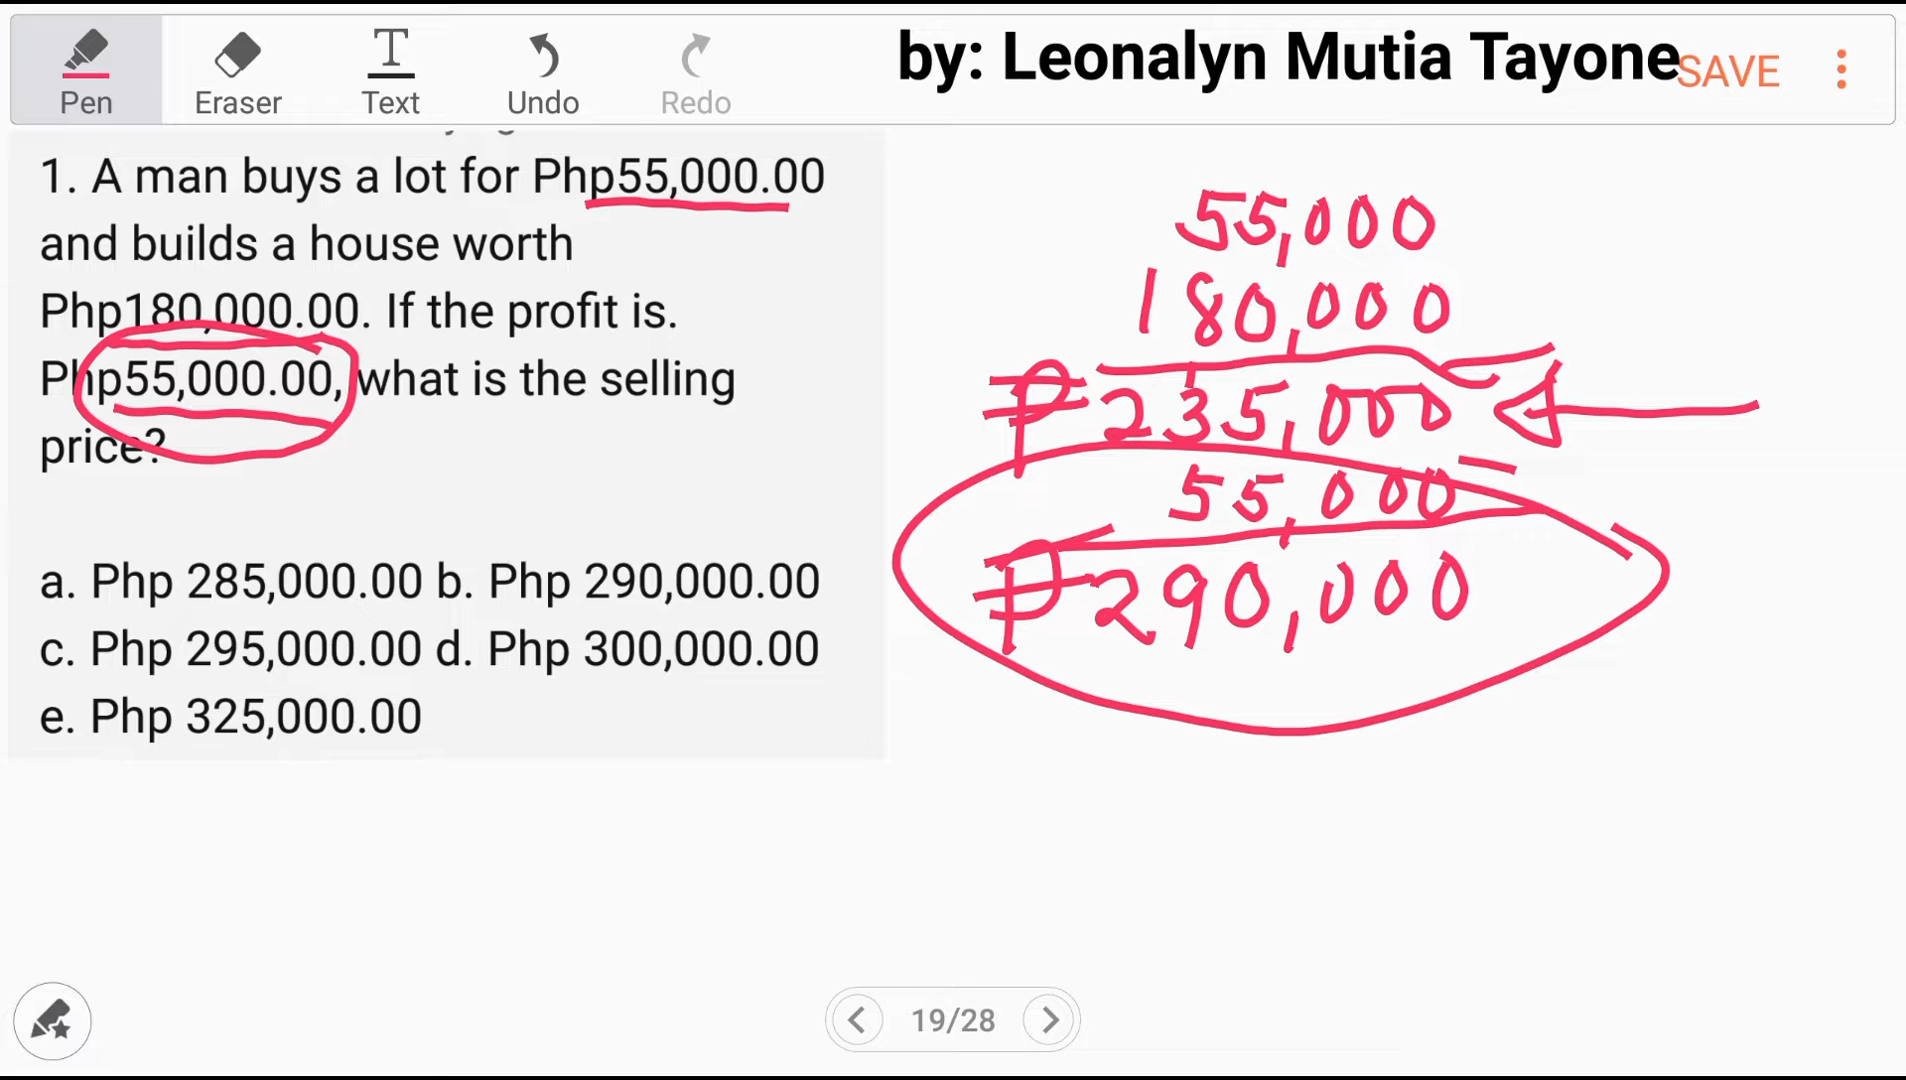 Pen
Eraser
Text
Undo
Redo
by: Leonalyn Mutia Tayone
SAVE
1. A man buys a lot for Php55,000.00
and builds a house worth
Php180,000.00. If the profit is.
Php55,000.00, what is the selling
price?
a. Php 285,000.00 b. Php 290,000.00
c. Php 295,000.00 d. Php 300,000.00
e. Php 325,000.00
55,000
180,000
₱235,000
55,000
₱290,000
19/28